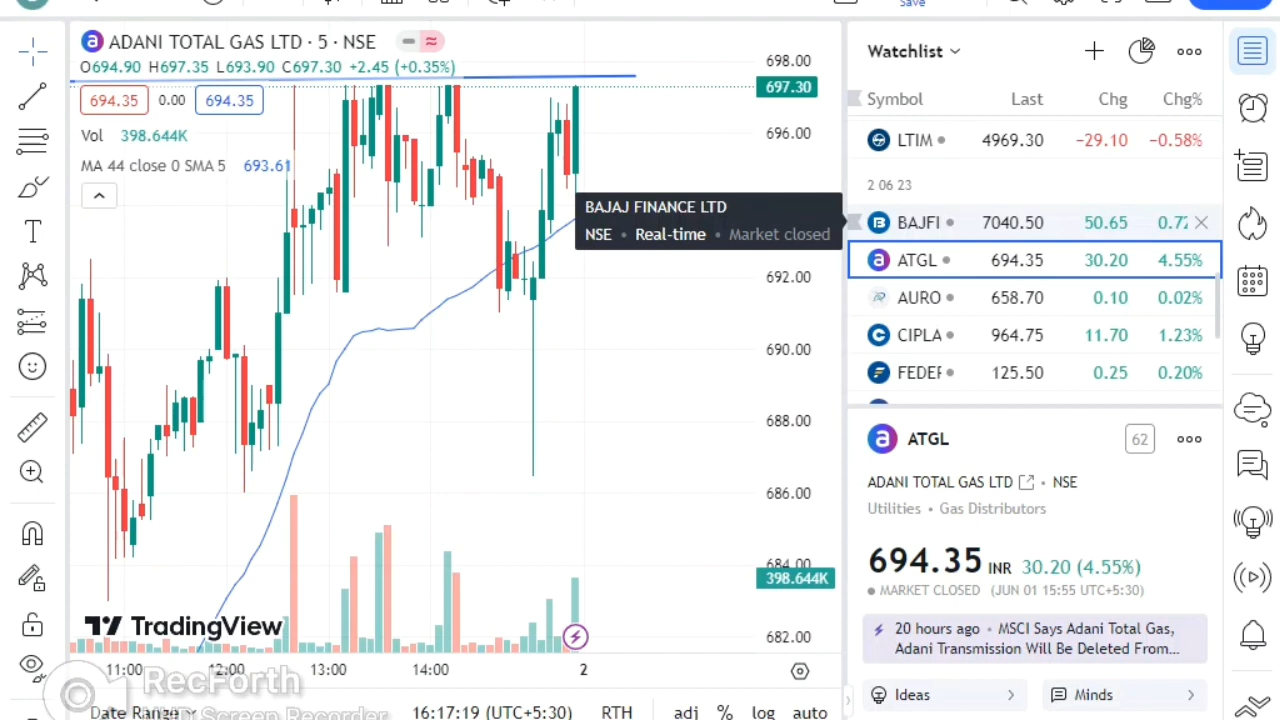 Save
ADANI TOTAL GAS LTD · 5 · NSE
O694.90 H697.35 L693.90 C697.30 +2.45 (+0.35%)
694.35 0.00 694.35
Vol 398.644K
MA 44 close 0 SMA 5 693.61
698.00
697.30
696.00
692.00
690.00
688.00
686.00
684.00
398.644K
682.00
BAJAJ FINANCE LTD
NSE • Real-time • Market closed
TradingView
11:00 12:00 13:00 14:00 2
RecForth
Date Range
16:17:19 (UTC+5:30) RTH adj % log auto
Watchlist
Symbol Last Chg Chg%
LTIM 4969.30 −29.10 −0.58%
2 06 23
BAJFI 7040.50 50.65 0.72
ATGL 694.35 30.20 4.55%
AURO 658.70 0.10 0.02%
CIPLA 964.75 11.70 1.23%
FEDEF 125.50 0.25 0.20%
ATGL 62
ADANI TOTAL GAS LTD • NSE
Utilities • Gas Distributors
694.35 INR 30.20 (4.55%)
MARKET CLOSED (JUN 01 15:55 UTC+5:30)
20 hours ago • MSCI Says Adani Total Gas,
Adani Transmission Will Be Deleted From...
Ideas Minds